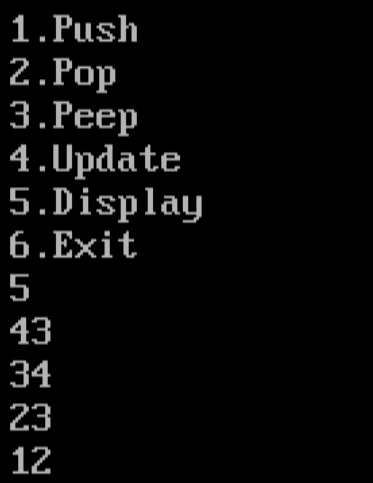 1.Push
2.Pop
3.Peep
4.Update
5.Display
6.Exit
5
43
34
23
12